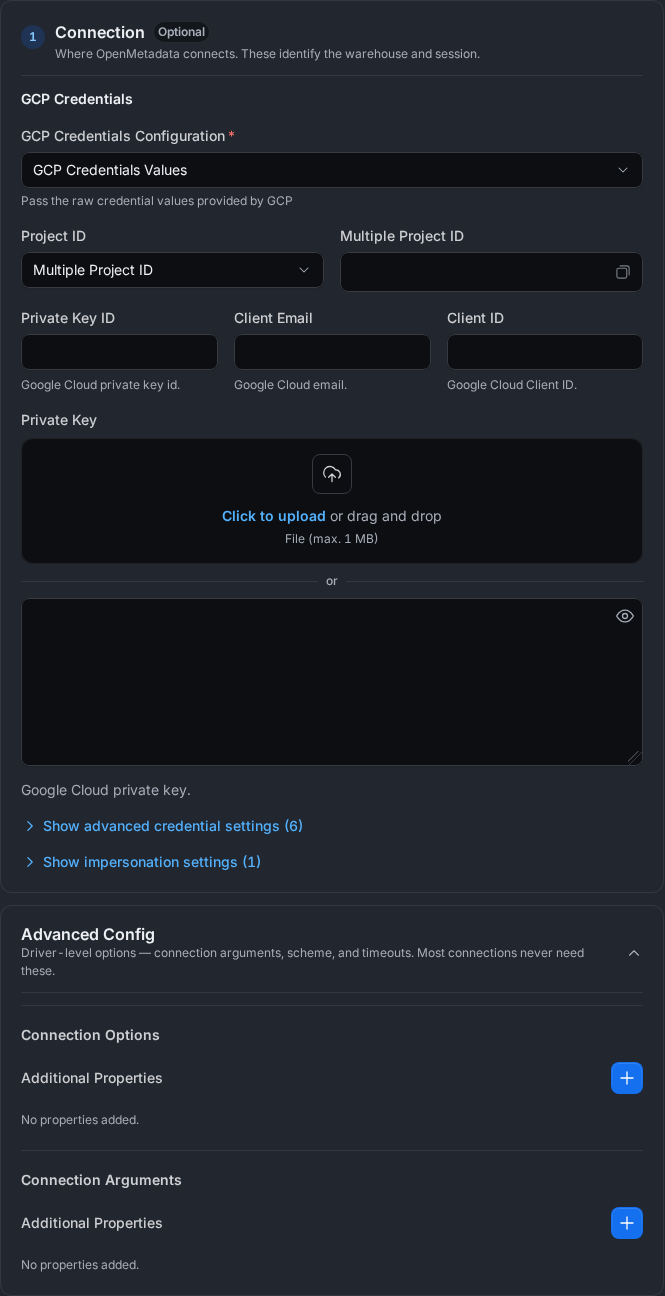 1 Connection Optional
Where OpenMetadata connects. These identify the warehouse and session.
GCP Credentials
GCP Credentials Configuration *
GCP Credentials Values
Pass the raw credential values provided by GCP
Project ID Multiple Project ID
Multiple Project ID
Private Key ID Client Email Client ID
Google Cloud private key id. Google Cloud email. Google Cloud Client ID.
Private Key
Click to upload or drag and drop
File (max. 1 MB)
or
Google Cloud private key.
Show advanced credential settings (6)
Show impersonation settings (1)
Advanced Config
Driver-level options — connection arguments, scheme, and timeouts. Most connections never need
these.
Connection Options
Additional Properties
No properties added.
Connection Arguments
Additional Properties
No properties added.